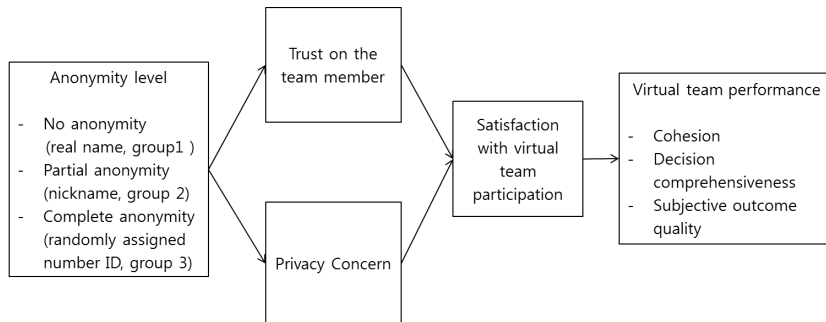 Anonymity level
- No anonymity
(real name, group1 )
- Partial anonymity
(nickname, group 2)
- Complete anonymity
(randomly assigned
number ID, group 3)
Trust on the
team member
Privacy Concern
Satisfaction
with virtual
team
participation
Virtual team performance
- Cohesion
- Decision
comprehensiveness
- Subjective outcome
quality